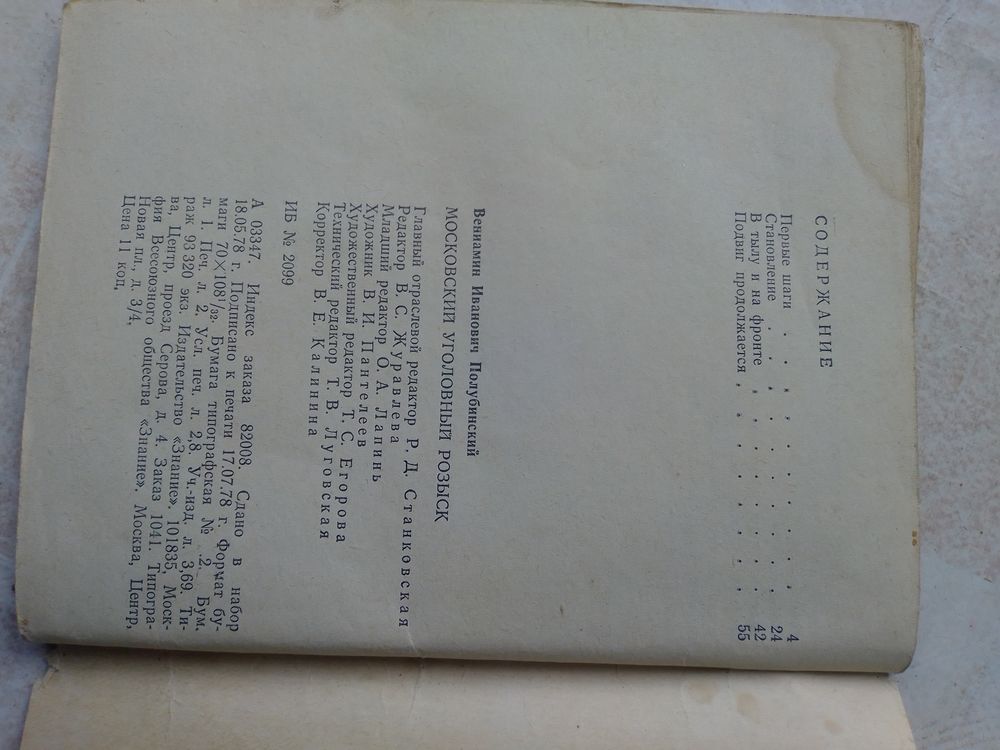 СОДЕРЖАНИЕ
Первые шаги . . . . . . . . . . . 4
Становление . . . . . . . . . . . 24
В тылу и на фронте . . . . . . . . . 42
Подвиг продолжается . . . . . . . . . 55
Вениамин Иванович Полубинский
МОСКОВСКИЙ УГОЛОВНЫЙ РОЗЫСК
Главный отраслевой редактор Р. Д. Станковская
Редактор В. С. Журавлева
Младший редактор О. А. Лапинь
Художник В. И. Пантелеев
Художественный редактор Т. С. Егорова
Технический редактор Т. В. Луговская
Корректор В. Е. Калинина
ИБ № 2099
А 03347. Индекс заказа 82008. Сдано в набор
18.05.78 г. Подписано к печати 17.07.78 г. Формат бу-
маги 70×108¹/₃₂. Бумага типографская № 2. Бум.
л. 1. Печ. л. 2. Усл. печ. л. 2,8. Уч.-изд. л. 3,69. Ти-
раж 93 320 экз. Издательство «Знание». 101835, Моск-
ва, Центр, проезд Серова, д. 4. Заказ 1041. Типогра-
фия Всесоюзного общества «Знание». Москва, Центр,
Новая пл., д. 3/4.
Цена 11 коп.